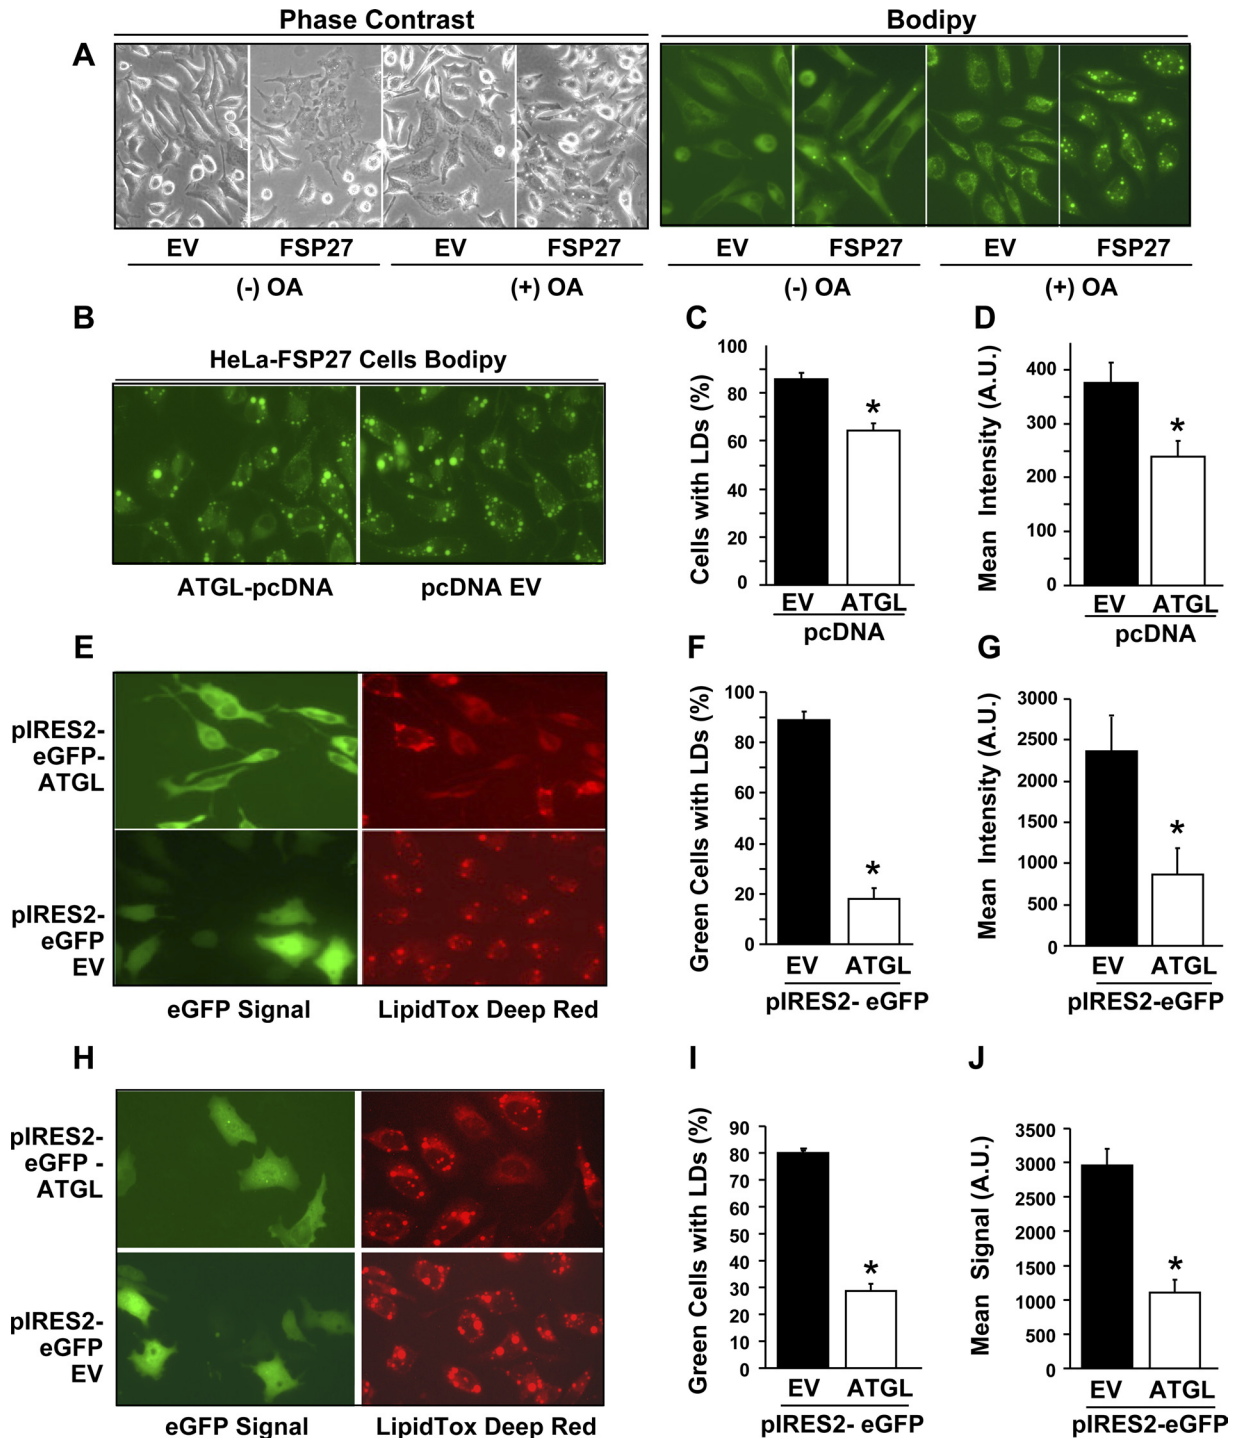 Phase Contrast
Bodipy
A
EV FSP27 EV FSP27 EV FSP27 EV FSP27
(-) OA (+) OA (-) OA (+) OA
B
HeLa-FSP27 Cells Bodipy
ATGL-pcDNA pcDNA EV
C
Cells with LDs (%)
100
80
60
40
20
0
*
EV ATGL
pcDNA
D
Mean Intensity (A.U.)
400
300
200
100
0
*
EV ATGL
pcDNA
E
pIRES2-
eGFP-
ATGL
pIRES2-
eGFP
EV
eGFP Signal LipidTox Deep Red
F
Green Cells with LDs (%)
100
80
60
40
20
0
*
EV ATGL
pIRES2- eGFP
G
Mean Intensity (A.U.)
3000
2500
2000
1500
1000
500
0
*
EV ATGL
pIRES2-eGFP
H
pIRES2-
eGFP -
ATGL
pIRES2-
eGFP
EV
eGFP Signal LipidTox Deep Red
I
Green Cells with LDs (%)
90
80
70
60
50
40
30
20
10
0
*
EV ATGL
pIRES2- eGFP
J
Mean Signal (A.U.)
3500
3000
2500
2000
1500
1000
500
0
*
EV ATGL
pIRES2-eGFP